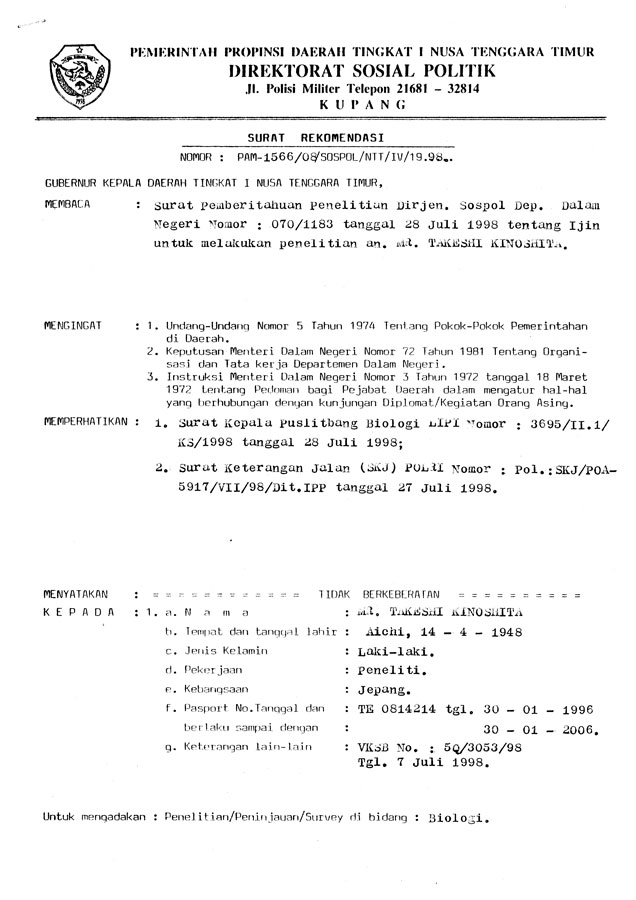 PEMERINTAH PROPINSI DAERAH TINGKAT I NUSA TENGGARA TIMUR
DIREKTORAT SOSIAL POLITIK
Jl. Polisi Militer Telepon 21681 – 32814
K U P A N G
SURAT REKOMENDASI
NOMOR : PAM-1566/08/SOSPOL/NTT/IV/19.98..
GUBERNUR KEPALA DAERAH TINGKAT I NUSA TENGGARA TIMUR,
MEMBACA : Surat Pemberitahuan Penelitian Dirjen. Sospol Dep. Dalam
Negeri Nomor : 070/1183 tanggal 28 Juli 1998 tentang Ijin
untuk melakukan penelitian an. Mr. TAKESHI KINOSHITA.
MENGINGAT : 1. Undang-Undang Nomor 5 Tahun 1974 Tentang Pokok-Pokok Pemerintahan
di Daerah.
2. Keputusan Menteri Dalam Negeri Nomor 72 Tahun 1981 Tentang Organi-
sasi dan Tata kerja Departemen Dalam Negeri.
3. Instruksi Menteri Dalam Negeri Nomor 3 Tahun 1972 tanggal 18 Maret
1972 tentang Pedoman bagi Pejabat Daerah dalam mengatur hal-hal
yang berhubungan dengan kunjungan Diplomat/Kegiatan Orang Asing.
MEMPERHATIKAN : 1. Surat Kepala Puslitbang Biologi LIPI Nomor : 3695/II.1/
KS/1998 tanggal 28 Juli 1998;
2. Surat Keterangan Jalan (SKJ) POLRI Nomor : Pol.:SKJ/POA-
5917/VII/98/Dit.IPP tanggal 27 Juli 1998.
MENYATAKAN : = = = = = = = = = = = = TIDAK BERKEBERATAN = = = = = = = = = =
K E P A D A : 1. a. N a m a : Mr. TAKESHI KINOSHITA
b. Tempat dan tanggal lahir : Aichi, 14 - 4 - 1948
c. Jenis Kelamin : Laki-laki.
d. Pekerjaan : Peneliti.
e. Kebangsaan : Jepang.
f. Pasport No.Tanggal dan : TE 0814214 tgl. 30 - 01 - 1996
berlaku sampai dengan : 30 - 01 - 2006.
g. Keterangan lain-lain : VKSB No. : 5Q/3053/98
Tgl. 7 Juli 1998.
Untuk mengadakan : Penelitian/Peninjauan/Survey di bidang : Biologi.